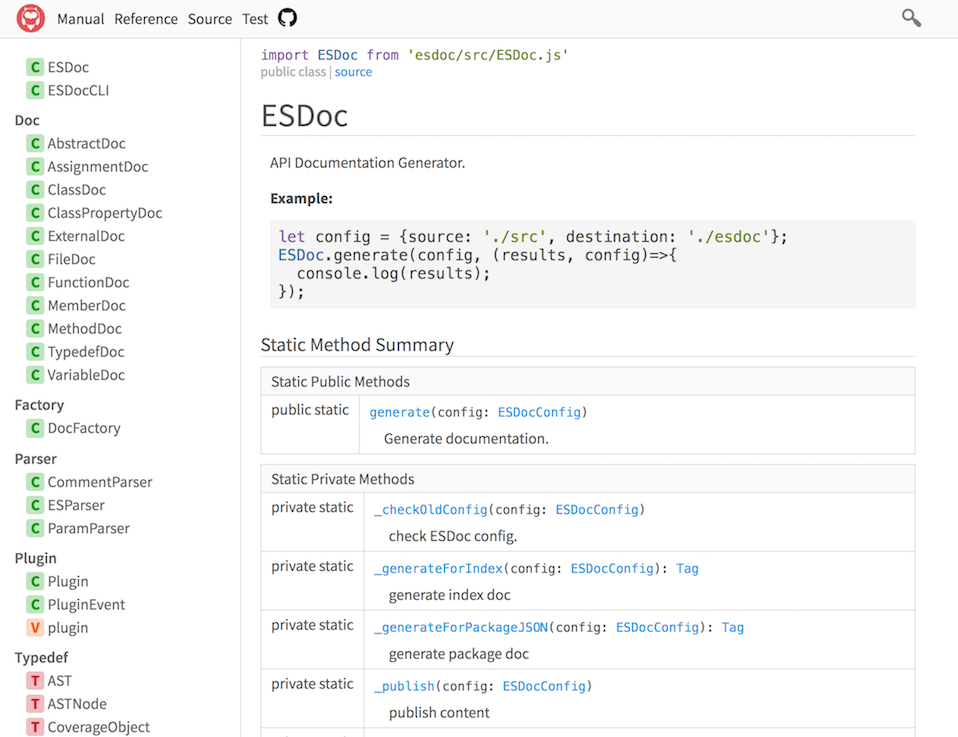 Manual Reference Source Test
C ESDoc
C ESDocCLI
Doc
C AbstractDoc
C AssignmentDoc
C ClassDoc
C ClassPropertyDoc
C ExternalDoc
C FileDoc
C FunctionDoc
C MemberDoc
C MethodDoc
C TypedefDoc
C VariableDoc
Factory
C DocFactory
Parser
C CommentParser
C ESParser
C ParamParser
Plugin
C Plugin
C PluginEvent
V plugin
Typedef
T AST
T ASTNode
T CoverageObject
import ESDoc from 'esdoc/src/ESDoc.js'
public class | source
ESDoc
API Documentation Generator.
Example:
let config = {source: './src', destination: './esdoc'};
ESDoc.generate(config, (results, config)=>{
  console.log(results);
});
Static Method Summary
Static Public Methods
public static generate(config: ESDocConfig)
Generate documentation.
Static Private Methods
private static _checkOldConfig(config: ESDocConfig)
check ESDoc config.
private static _generateForIndex(config: ESDocConfig): Tag
generate index doc
private static _generateForPackageJSON(config: ESDocConfig): Tag
generate package doc
private static _publish(config: ESDocConfig)
publish content